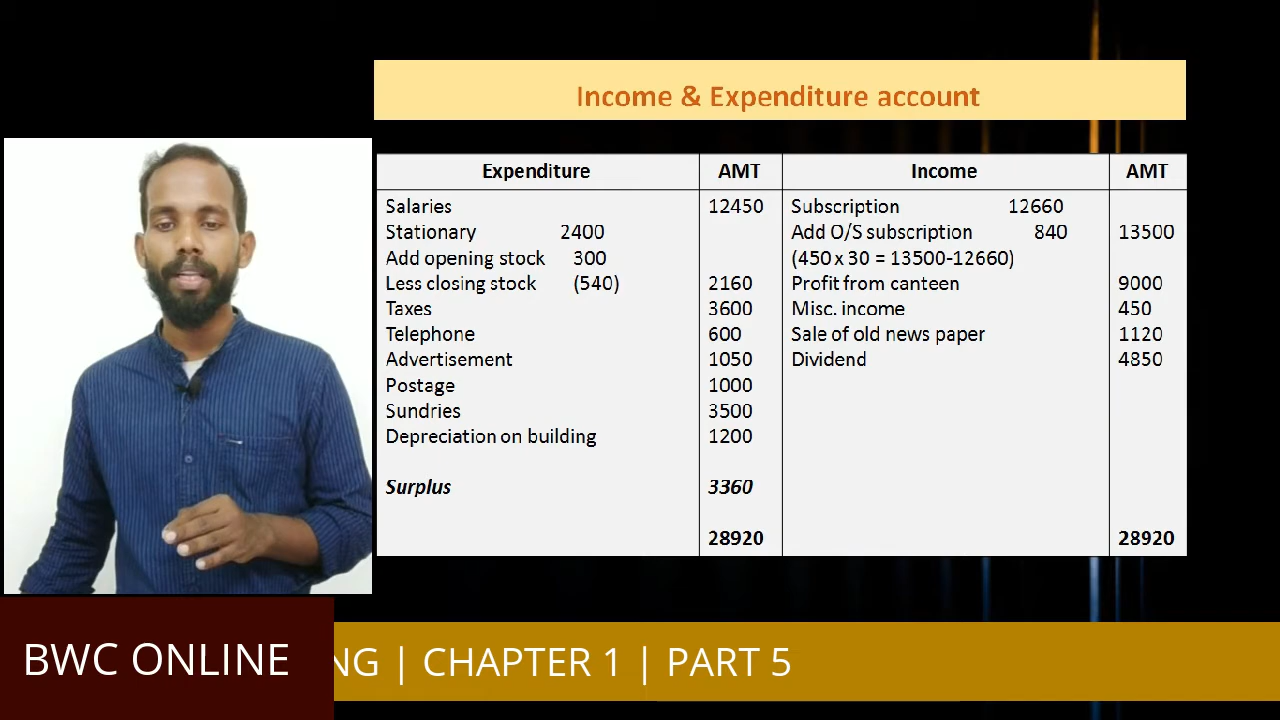 Income & Expenditure account
Expenditure AMT Income AMT
Salaries 12450 Subscription 12660
Stationary 2400 Add O/S subscription 840 13500
Add opening stock 300 (450 x 30 = 13500-12660)
Less closing stock (540) 2160 Profit from canteen 9000
Taxes 3600 Misc. income 450
Telephone 600 Sale of old news paper 1120
Advertisement 1050 Dividend 4850
Postage 1000
Sundries 3500
Depreciation on building 1200
Surplus 3360
28920 28920
BWC ONLINE NG | CHAPTER 1 | PART 5